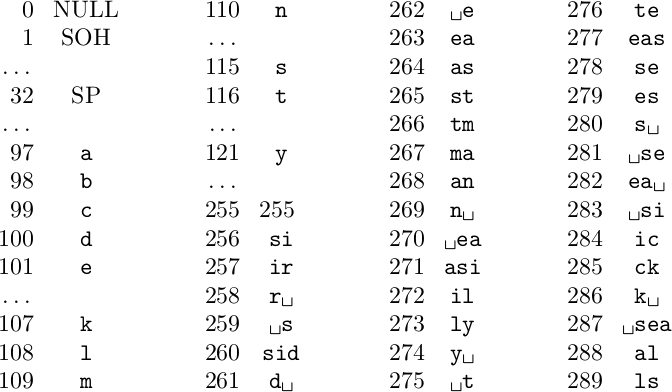 0 NULL 110 n 262 ␣e 276 te
1 SOH ... 263 ea 277 eas
... 115 s 264 as 278 se
32 SP 116 t 265 st 279 es
... ... 266 tm 280 s␣
97 a 121 y 267 ma 281 ␣se
98 b ... 268 an 282 ea␣
99 c 255 255 269 n␣ 283 ␣si
100 d 256 si 270 ␣ea 284 ic
101 e 257 ir 271 asi 285 ck
... 258 r␣ 272 il 286 k␣
107 k 259 ␣s 273 ly 287 ␣sea
108 l 260 sid 274 y␣ 288 al
109 m 261 d␣ 275 ␣t 289 ls